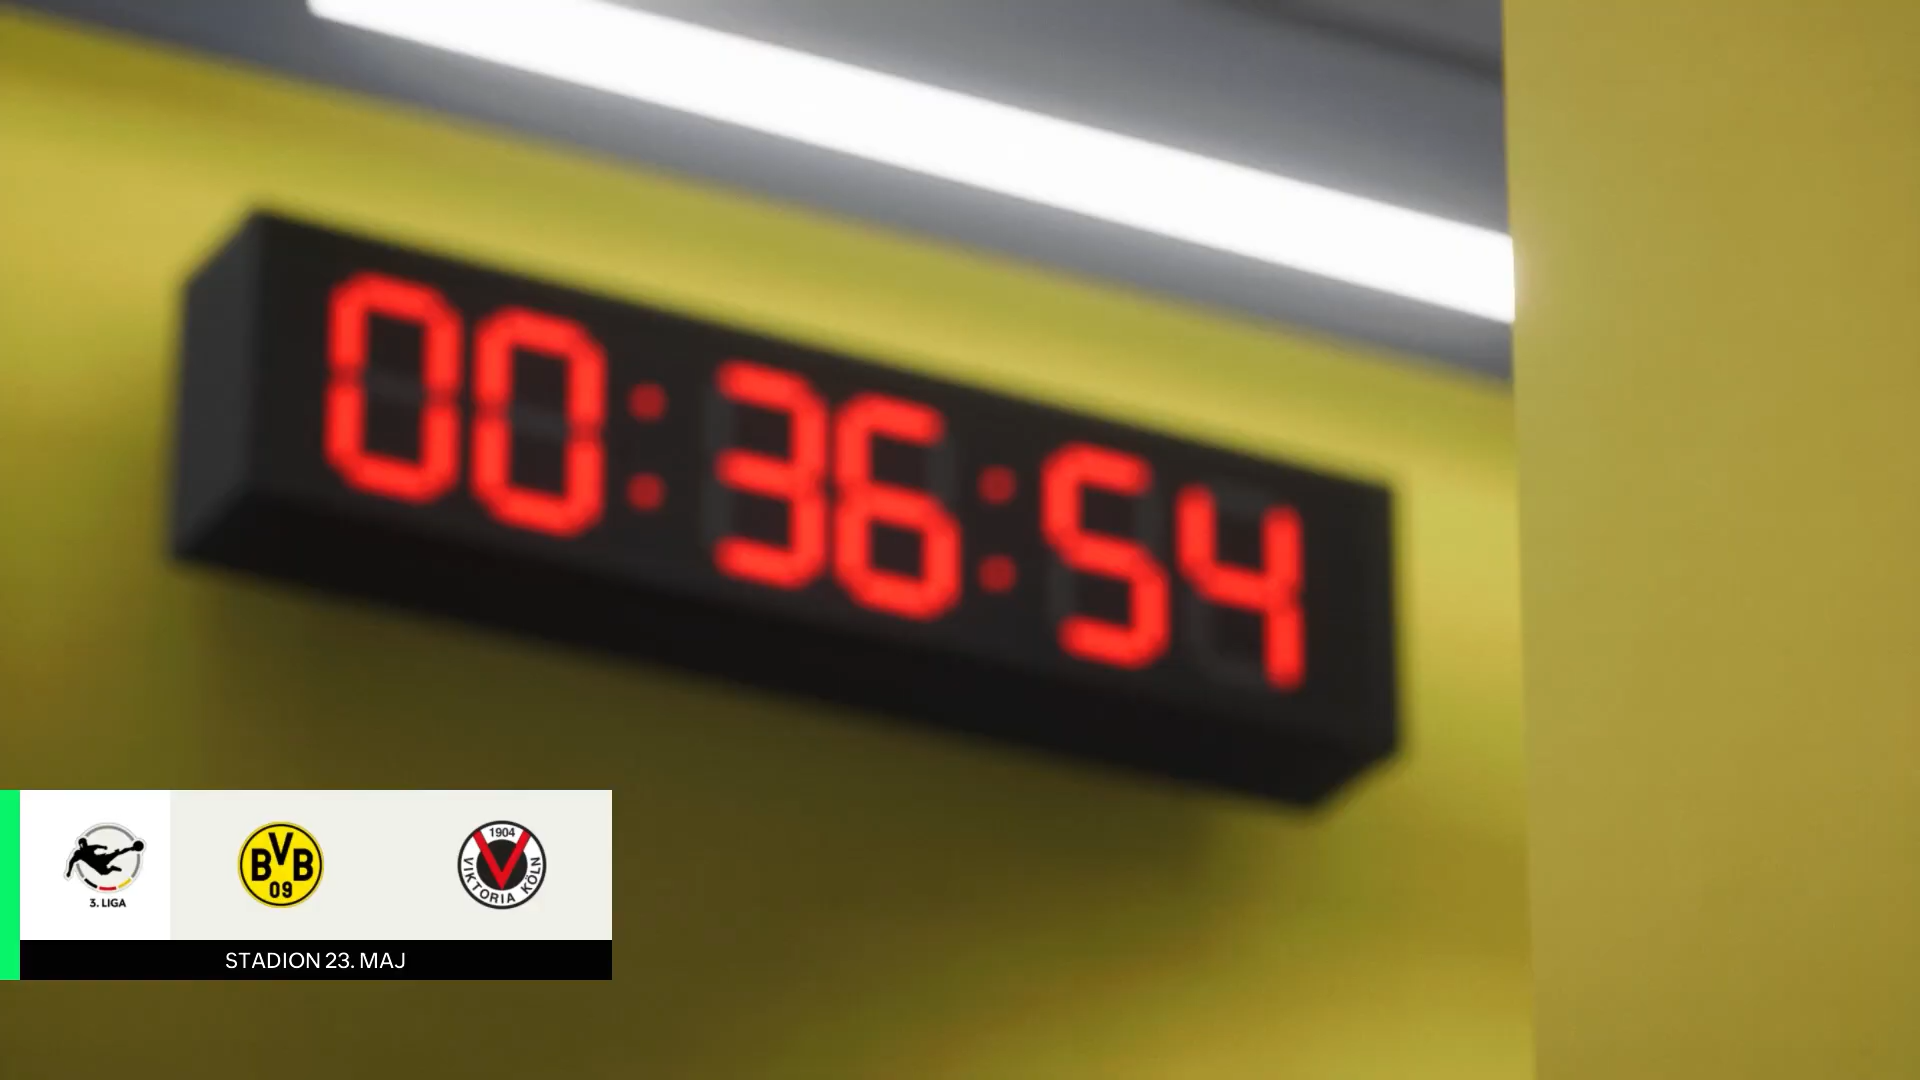 00:36:54
3. LIGA
BVB
09
1904
VIKTORIA KÖLN
STADION 23. MAJ